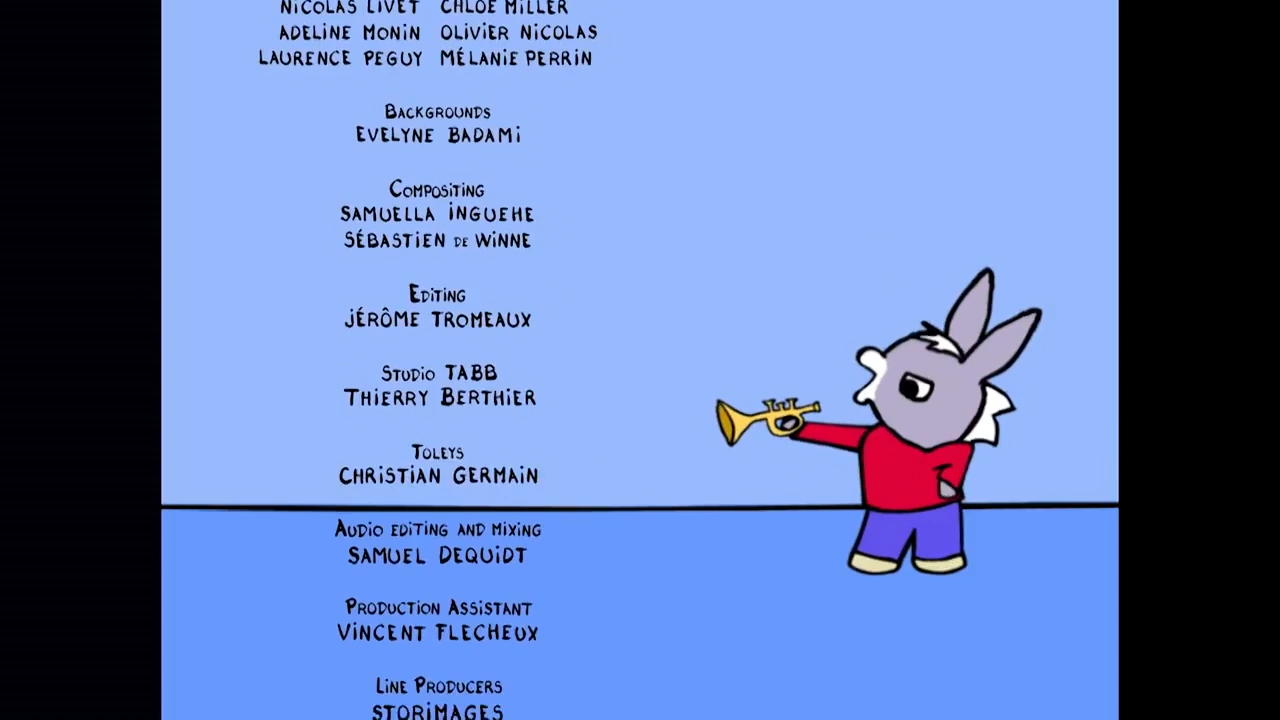 NiCOLAS LIVET CHLOÉ MiLLER
ADELiNE MONiN OLiViER NiCOLAS
LAURENCE PEGUY MÉLANiE PERRiN
BACKGROUNDS
EVELYNE BADAMi
COMPOSiTiNG
SAMUELLA iNGUEHE
SÉBASTiEN DE WiNNE
EDiTiNG
JÉRÔME TROMEAUX
STUDiO TABB
THiERRY BERTHiER
TOLEYS
CHRiSTiAN GERMAiN
AUDiO EDiTiNG AND MiXiNG
SAMUEL DEQUiDT
PRODUCTiON ASSiSTANT
ViNCENT FLECHEUX
LiNE PRODUCERS
STORiMAGES